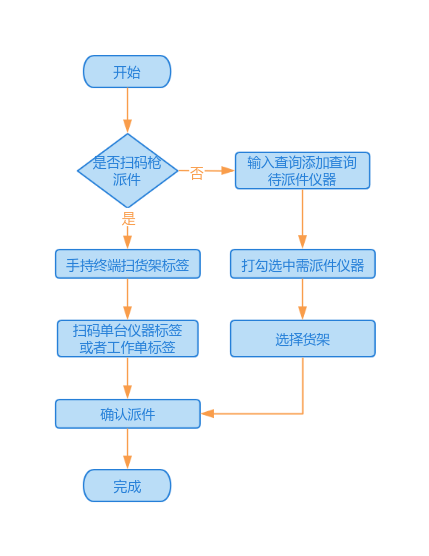 开始
是否扫码枪
派件
否
输入查询添加查询
待派件仪器
是
手持终端扫货架标签
打勾选中需派件仪器
扫码单台仪器标签
或者工作单标签
选择货架
确认派件
完成